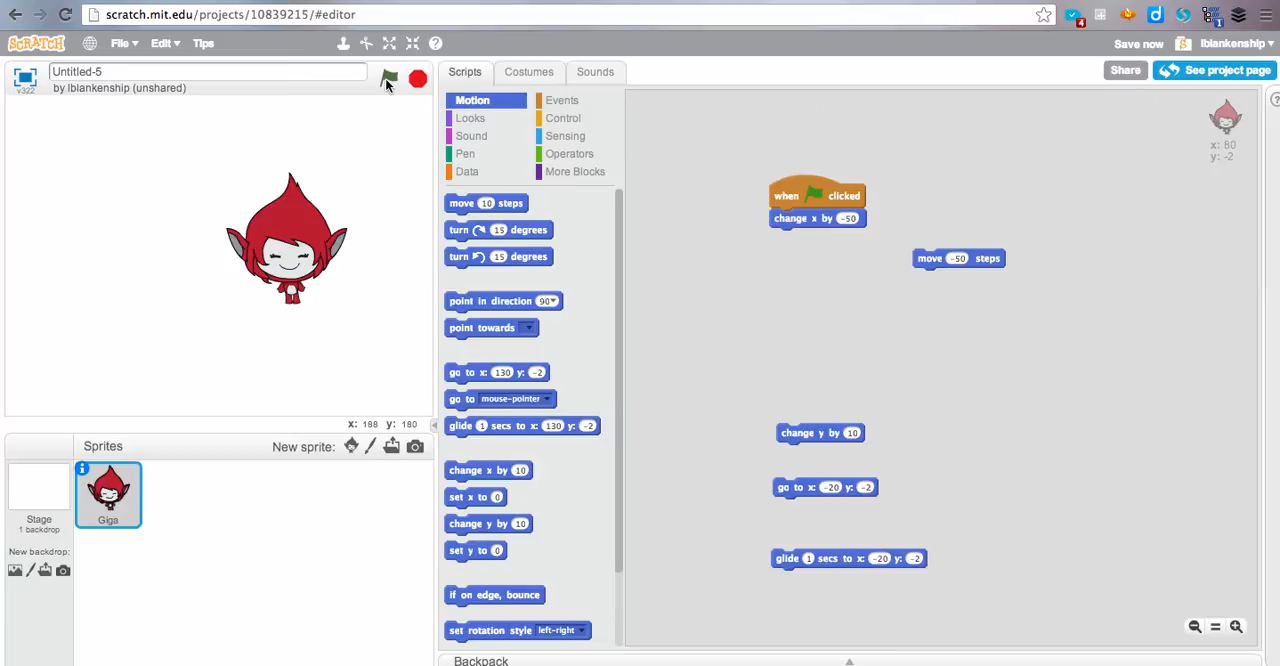 scratch.mit.edu/projects/10839215/#editor
4
1
SCRATCH
File Edit Tips
Save now
lblankenship
Untitled-5
by lblankenship (unshared)
v322
Scripts Costumes Sounds
Share
See project page
Motion Events
Looks Control
Sound Sensing
Pen Operators
Data More Blocks
x: 80
y: -2
move 10 steps
turn 15 degrees
turn 15 degrees
point in direction 90
point towards
go to x: 130 y: -2
go to mouse-pointer
glide 1 secs to x: 130 y: -2
change x by 10
set x to 0
change y by 10
set y to 0
if on edge, bounce
set rotation style left-right
when clicked
change x by -50
move -50 steps
change y by 10
go to x: -20 y: -2
glide 1 secs to x: -20 y: -2
x: 188 y: 180
Sprites New sprite:
Giga
Stage
1 backdrop
New backdrop:
Backpack